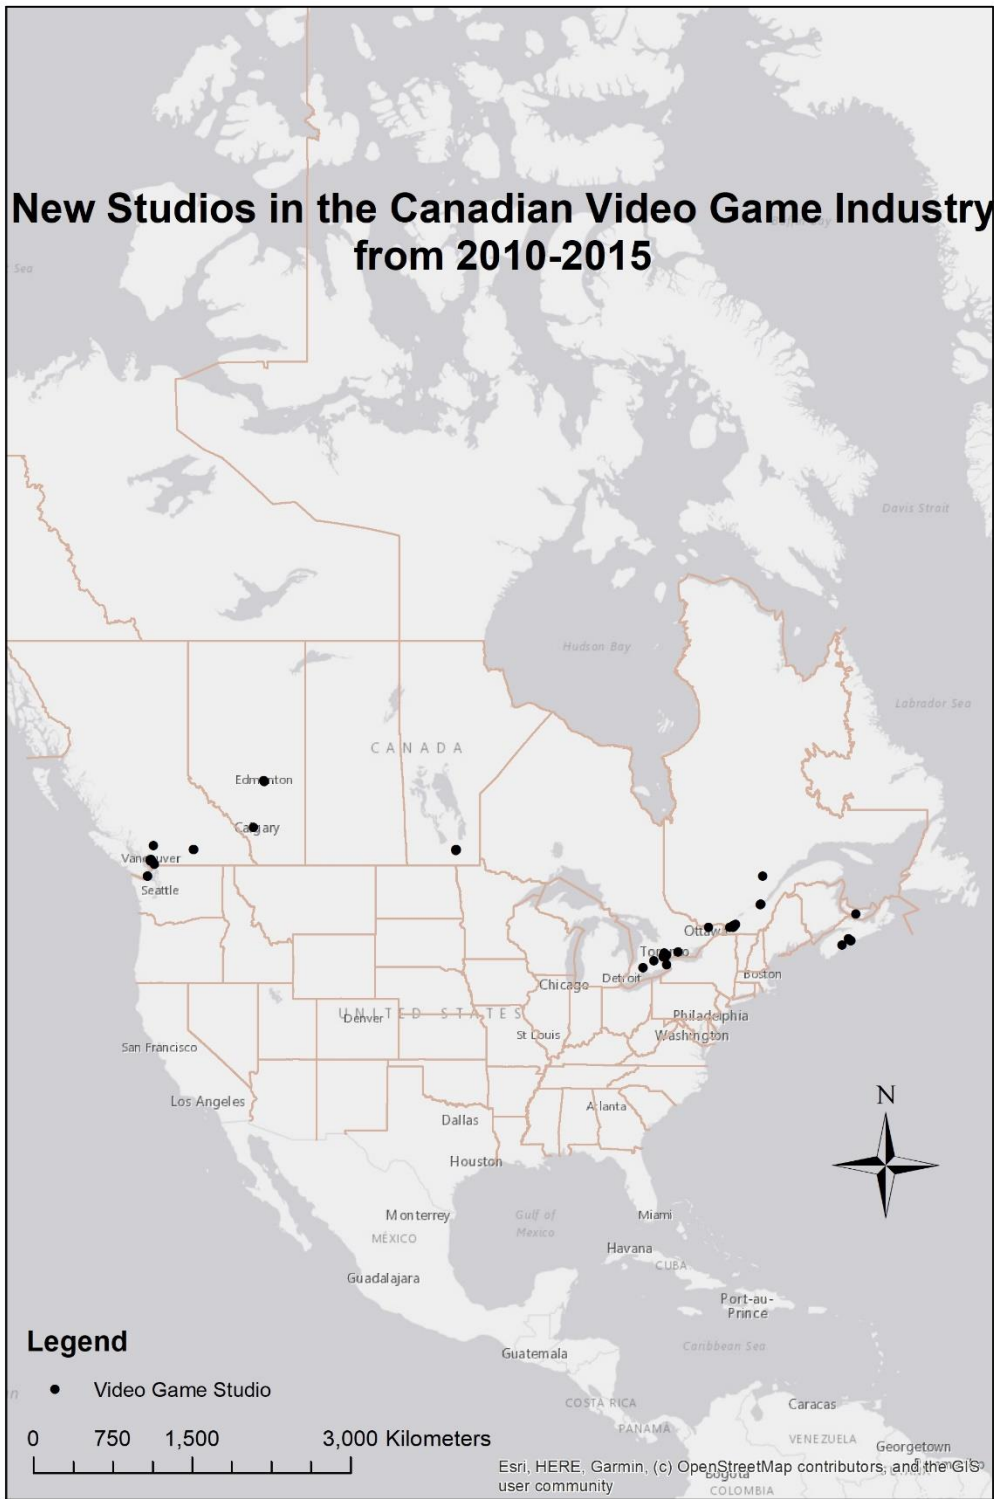 New Studios in the Canadian Video Game Industry
from 2010-2015
Sea
Davis Strait
Hudson Bay
Labrador Sea
CANADA
Edmonton
Calgary
Vancouver
Seattle
Ottawa
Toronto
Detroit
Boston
Chicago
Philadelphia
UNITED STATES
Denver
St Louis
Washington
San Francisco
Los Angeles
Atlanta
Dallas
Houston
Monterrey
Gulf of
Mexico
Miami
MÉXICO
Havana
CUBA
Guadalajara
Port-au-
Prince
Guatemala
Caribbean Sea
COSTA RICA
PANAMA
Caracas
VENEZUELA
Georgetown
Bogotá
COLOMBIA
N
Legend
Video Game Studio
0 750 1,500 3,000 Kilometers
Esri, HERE, Garmin, (c) OpenStreetMap contributors, and the GIS
user community